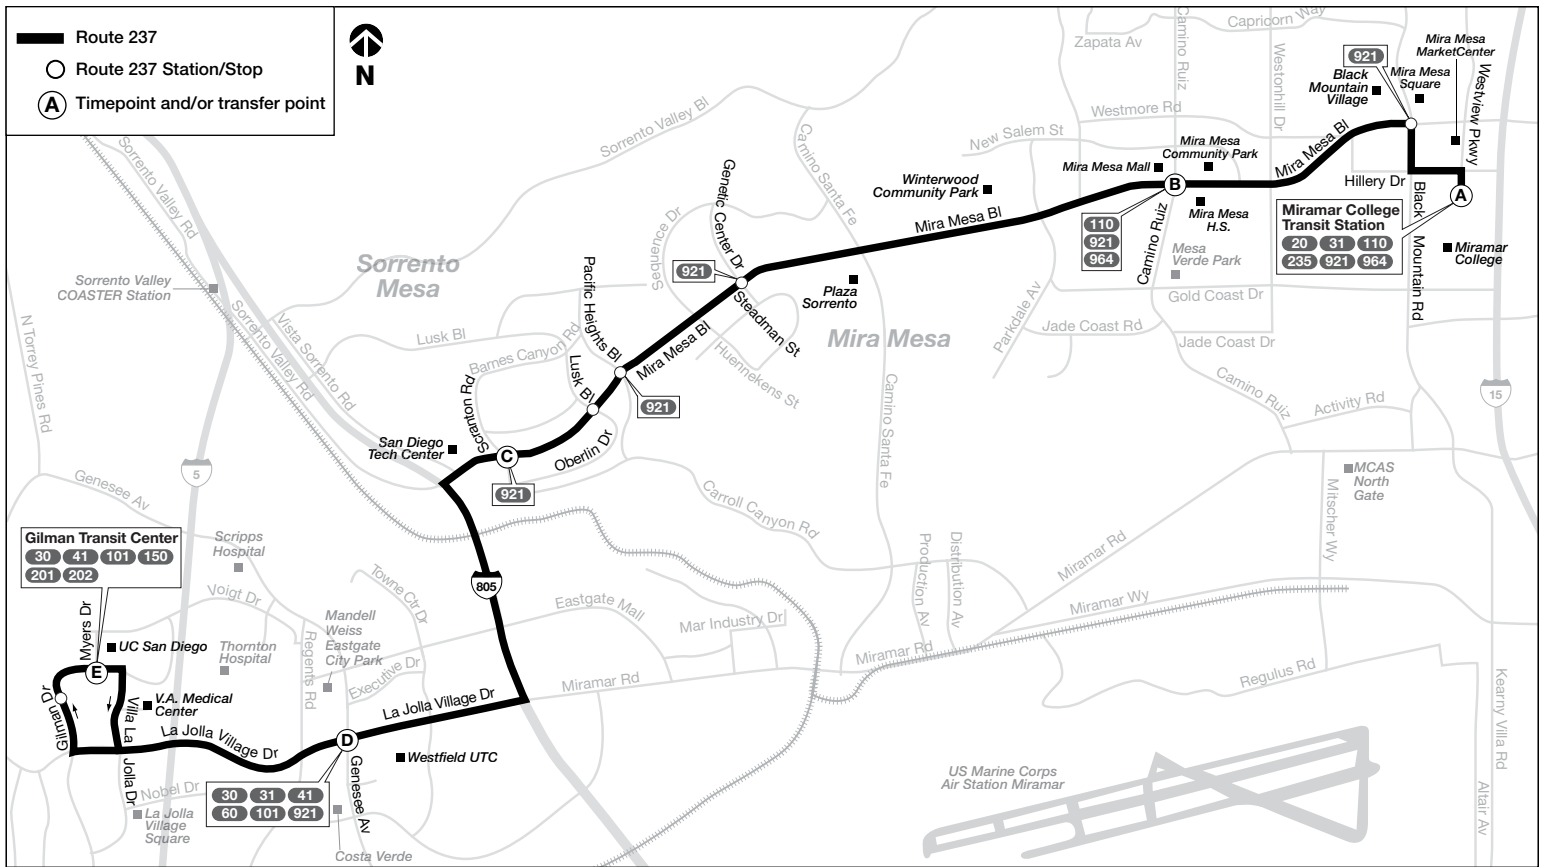 Route 237
Route 237 Station/Stop
A
Timepoint and/or transfer point
N
Zapata Av
Camino Ruiz
Capricorn Way
Westonhill Dr
921
Black
Mountain
Village
Mira Mesa
Square
Mira Mesa
MarketCenter
Westview Pkwy
Sorrento Valley Bl
Sorrento Valley Rd
Genetic Center Dr
Camino Santa Fe
New Salem St
Westmore Rd
Mira Mesa
Community Park
Mira Mesa Mall
Mira Mesa Bl
Winterwood
Community Park
Mira Mesa Bl
B
Mira Mesa
H.S.
Hillery Dr
A
Black Mountain Rd
Miramar College
Transit Station
20
31
110
235
921
964
Miramar
College
110
921
964
Camino Ruiz
Mesa
Verde Park
Gold Coast Dr
Sequence Dr
921
Plaza
Sorrento
Steadman St
Pacific Heights Bl
Sorrento
Mesa
Sorrento Valley
COASTER Station
N Torrey Pines Rd
Sorrento Valley Rd
Vista Sorrento Rd
Lusk Bl
Barnes Canyon Rd
Lusk Bl
Mira Mesa Bl
Huennekens St
Mira Mesa
Parkdale Av
Jade Coast Rd
Jade Coast Dr
Camino Ruiz
Activity Rd
15
Scranton Rd
921
Camino Santa Fe
San Diego
Tech Center
C
Oberlin Dr
921
5
Genesee Av
Carroll Canyon Rd
MCAS
North
Gate
Mitscher Wy
Gilman Transit Center
30
41
101
150
201
202
Scripps
Hospital
Voigt Dr
Towne Ctr Dr
805
Production Av
Distribution Av
Miramar Rd
Miramar Wy
Eastgate Mall
Mar Industry Dr
Miramar Rd
Mandell
Weiss
Eastgate
City Park
Regents Rd
Executive Dr
Myers Dr
UC San Diego
Thornton
Hospital
E
Miramar Rd
Regulus Rd
Kearny Villa Rd
Gilman Dr
Villa La Jolla Dr
V.A. Medical
Center
La Jolla Village Dr
La Jolla Village Dr
D
Westfield UTC
Genesee Av
30
31
41
60
101
921
Nobel Dr
La Jolla
Village
Square
Costa Verde
US Marine Corps
Air Station Miramar
Altair Av